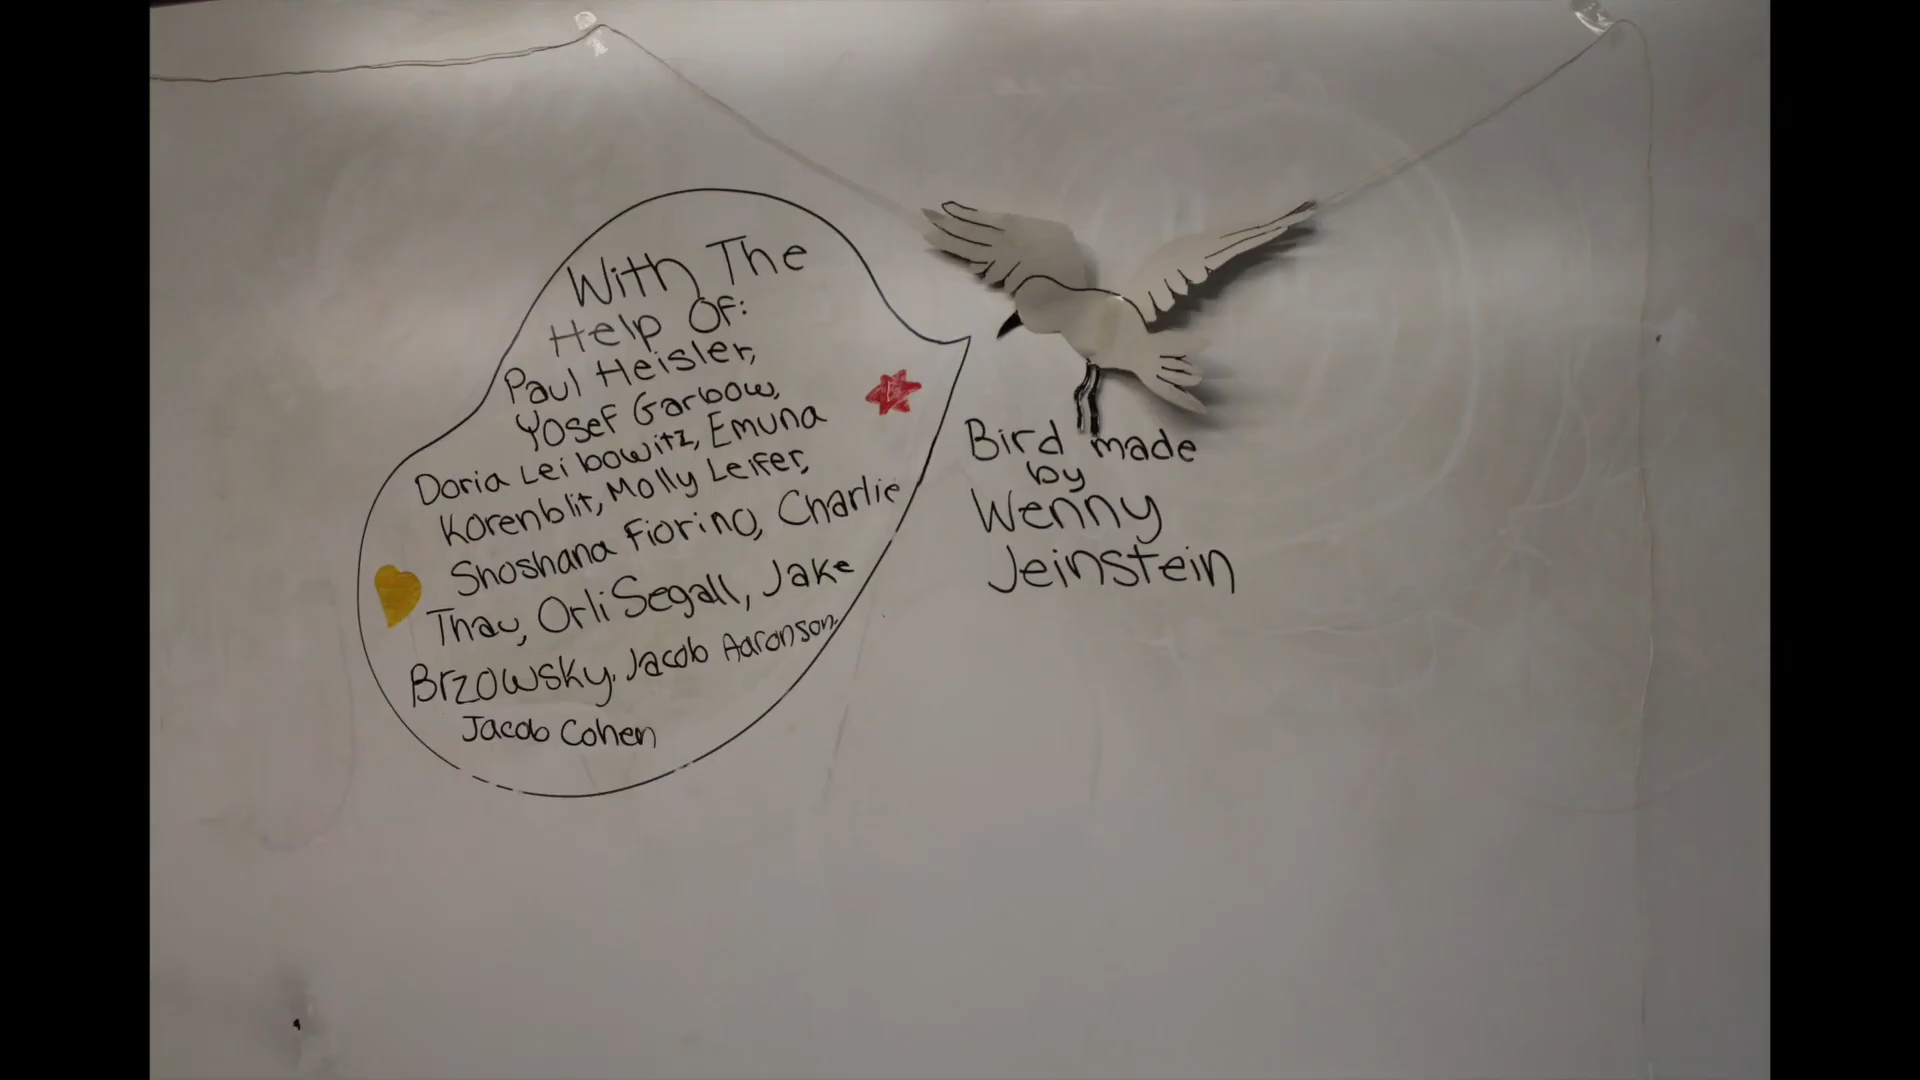 With The
Help OF:
Paul Heisler,
Yosef Garbow,
Doria Leibowitz, Emuna
Korenblit, Molly Leifer,
Shoshana Fiorino, Charlie
Thau, Orli Segall, Jake
Brzowsky, Jacob Aaronson,
Jacob Cohen
Bird made
by
Wenny
Jeinstein